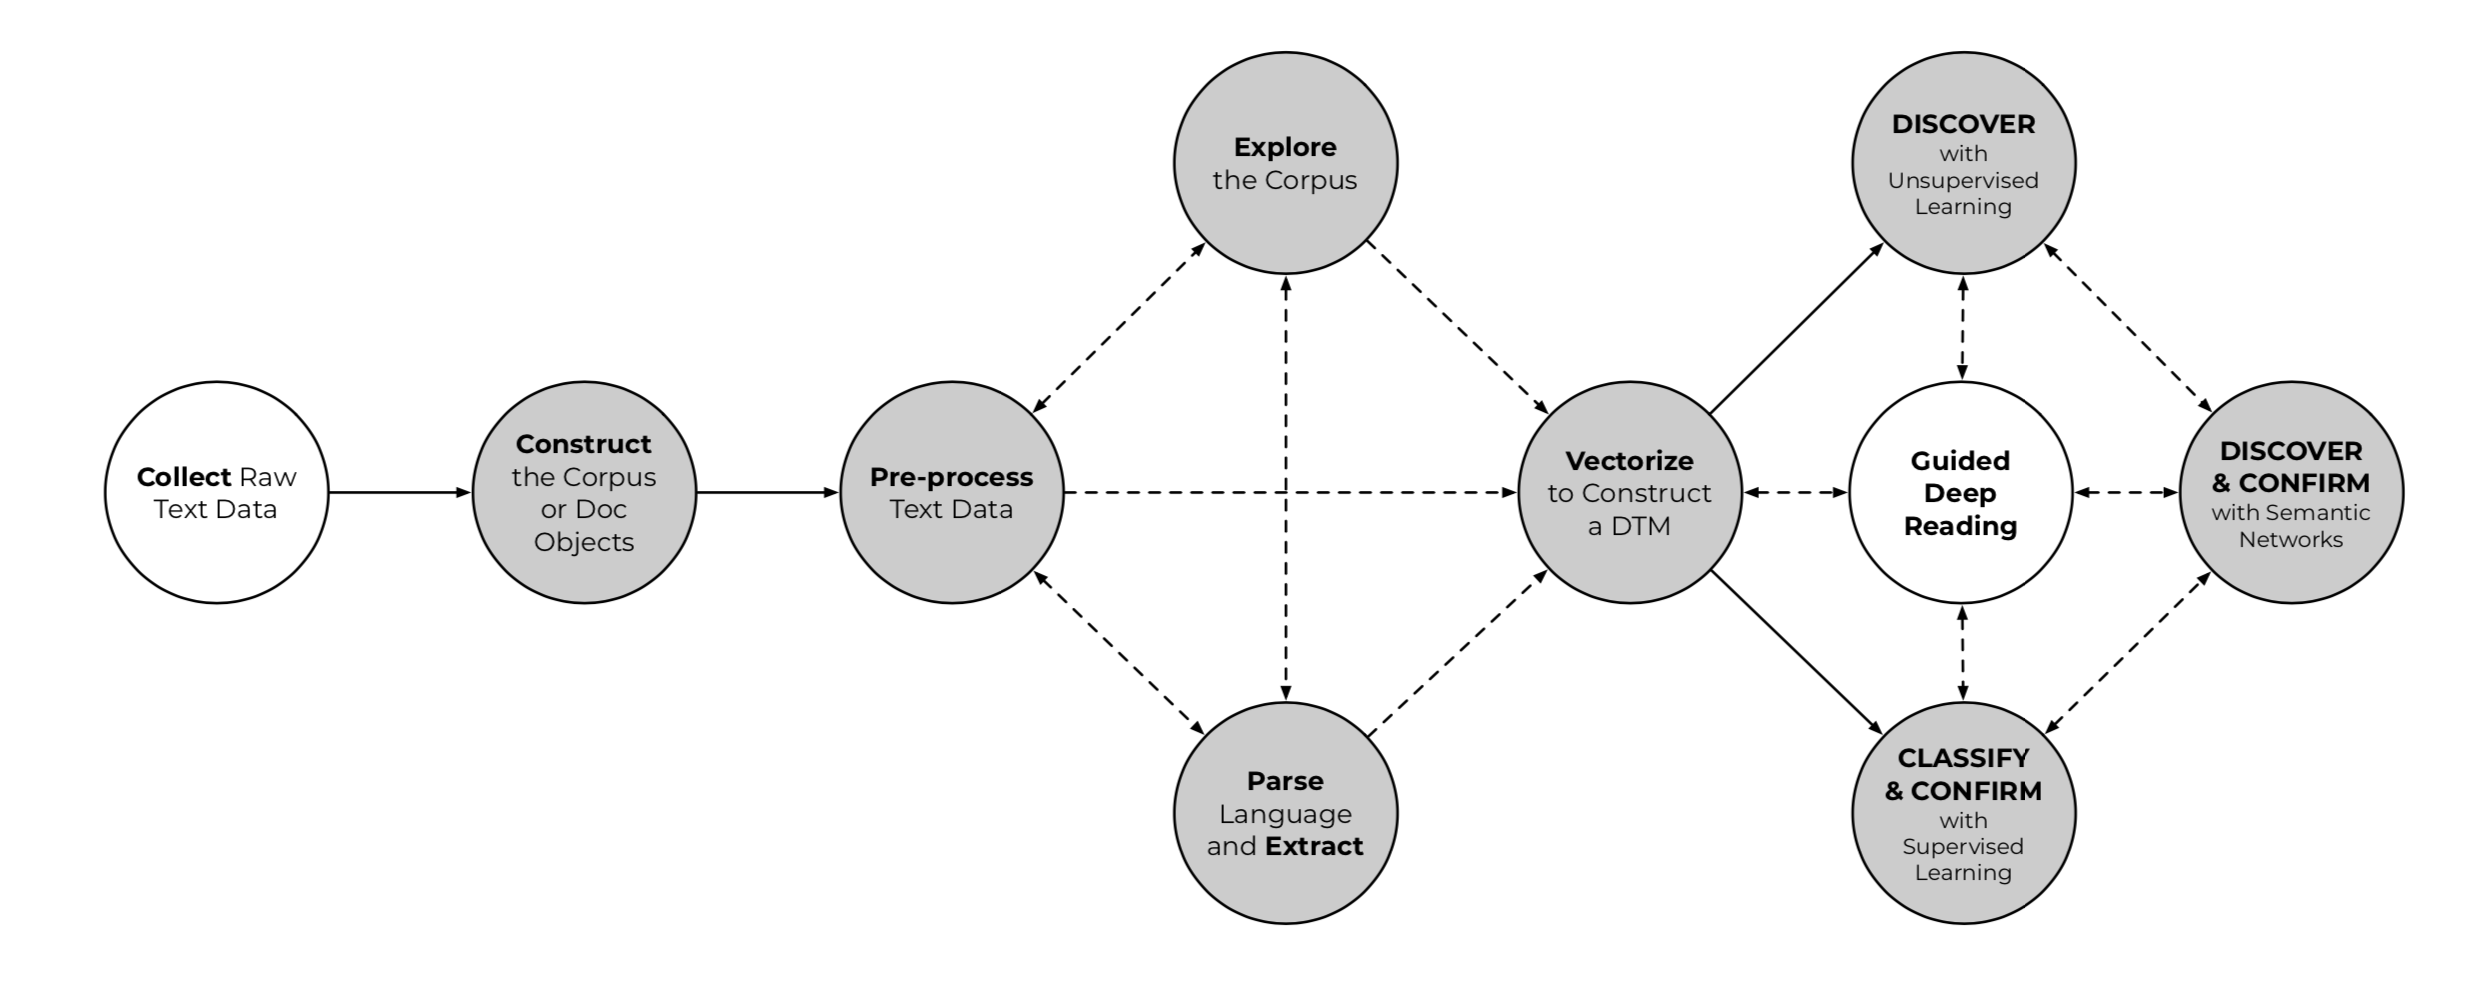 Collect Raw
Text Data
Construct
the Corpus
or Doc
Objects
Pre-process
Text Data
Explore
the Corpus
Parse
Language
and Extract
Vectorize
to Construct
a DTM
DISCOVER
with
Unsupervised
Learning
Guided
Deep
Reading
CLASSIFY
& CONFIRM
with
Supervised
Learning
DISCOVER
& CONFIRM
with Semantic
Networks